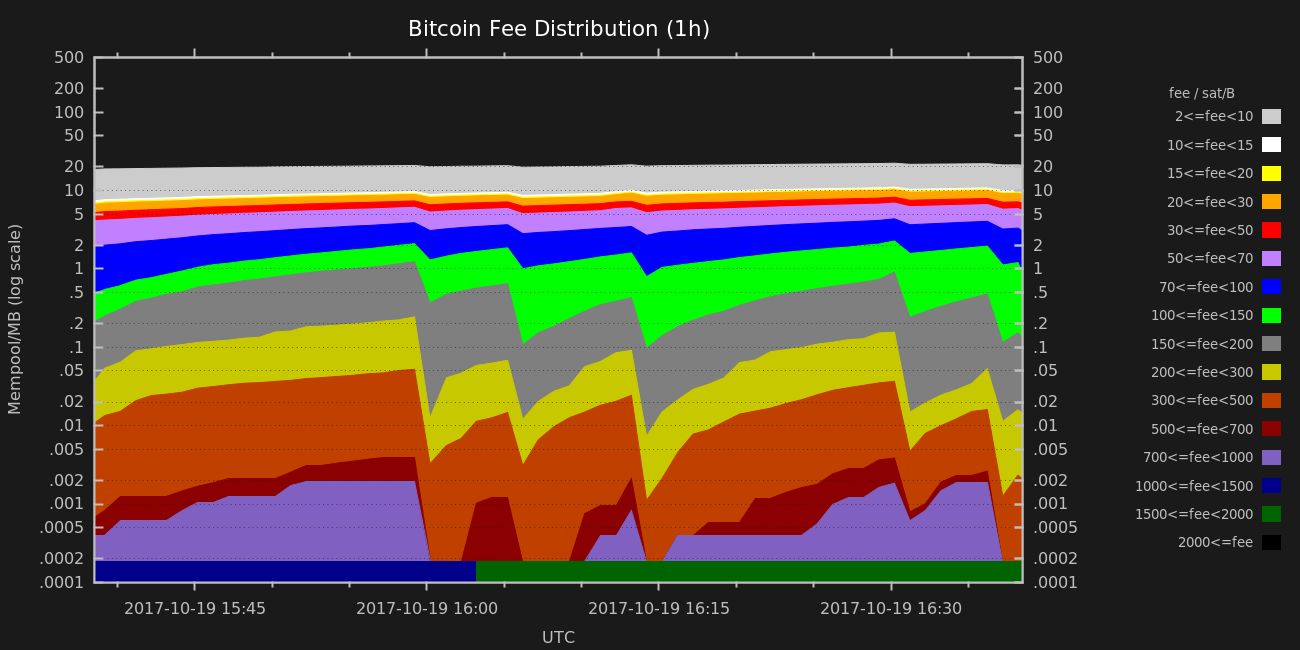 Bitcoin Fee Distribution (1h)
Mempool/MB (log scale)
500
200
100
50
20
10
5
2
1
.5
.2
.1
.05
.02
.01
.005
.002
.001
.0005
.0002
.0001
500
200
100
50
20
10
5
2
1
.5
.2
.1
.05
.02
.01
.005
.002
.001
.0005
.0002
.0001
2017-10-19 15:45
2017-10-19 16:00
2017-10-19 16:15
2017-10-19 16:30
UTC
fee / sat/B
2<=fee<10
10<=fee<15
15<=fee<20
20<=fee<30
30<=fee<50
50<=fee<70
70<=fee<100
100<=fee<150
150<=fee<200
200<=fee<300
300<=fee<500
500<=fee<700
700<=fee<1000
1000<=fee<1500
1500<=fee<2000
2000<=fee